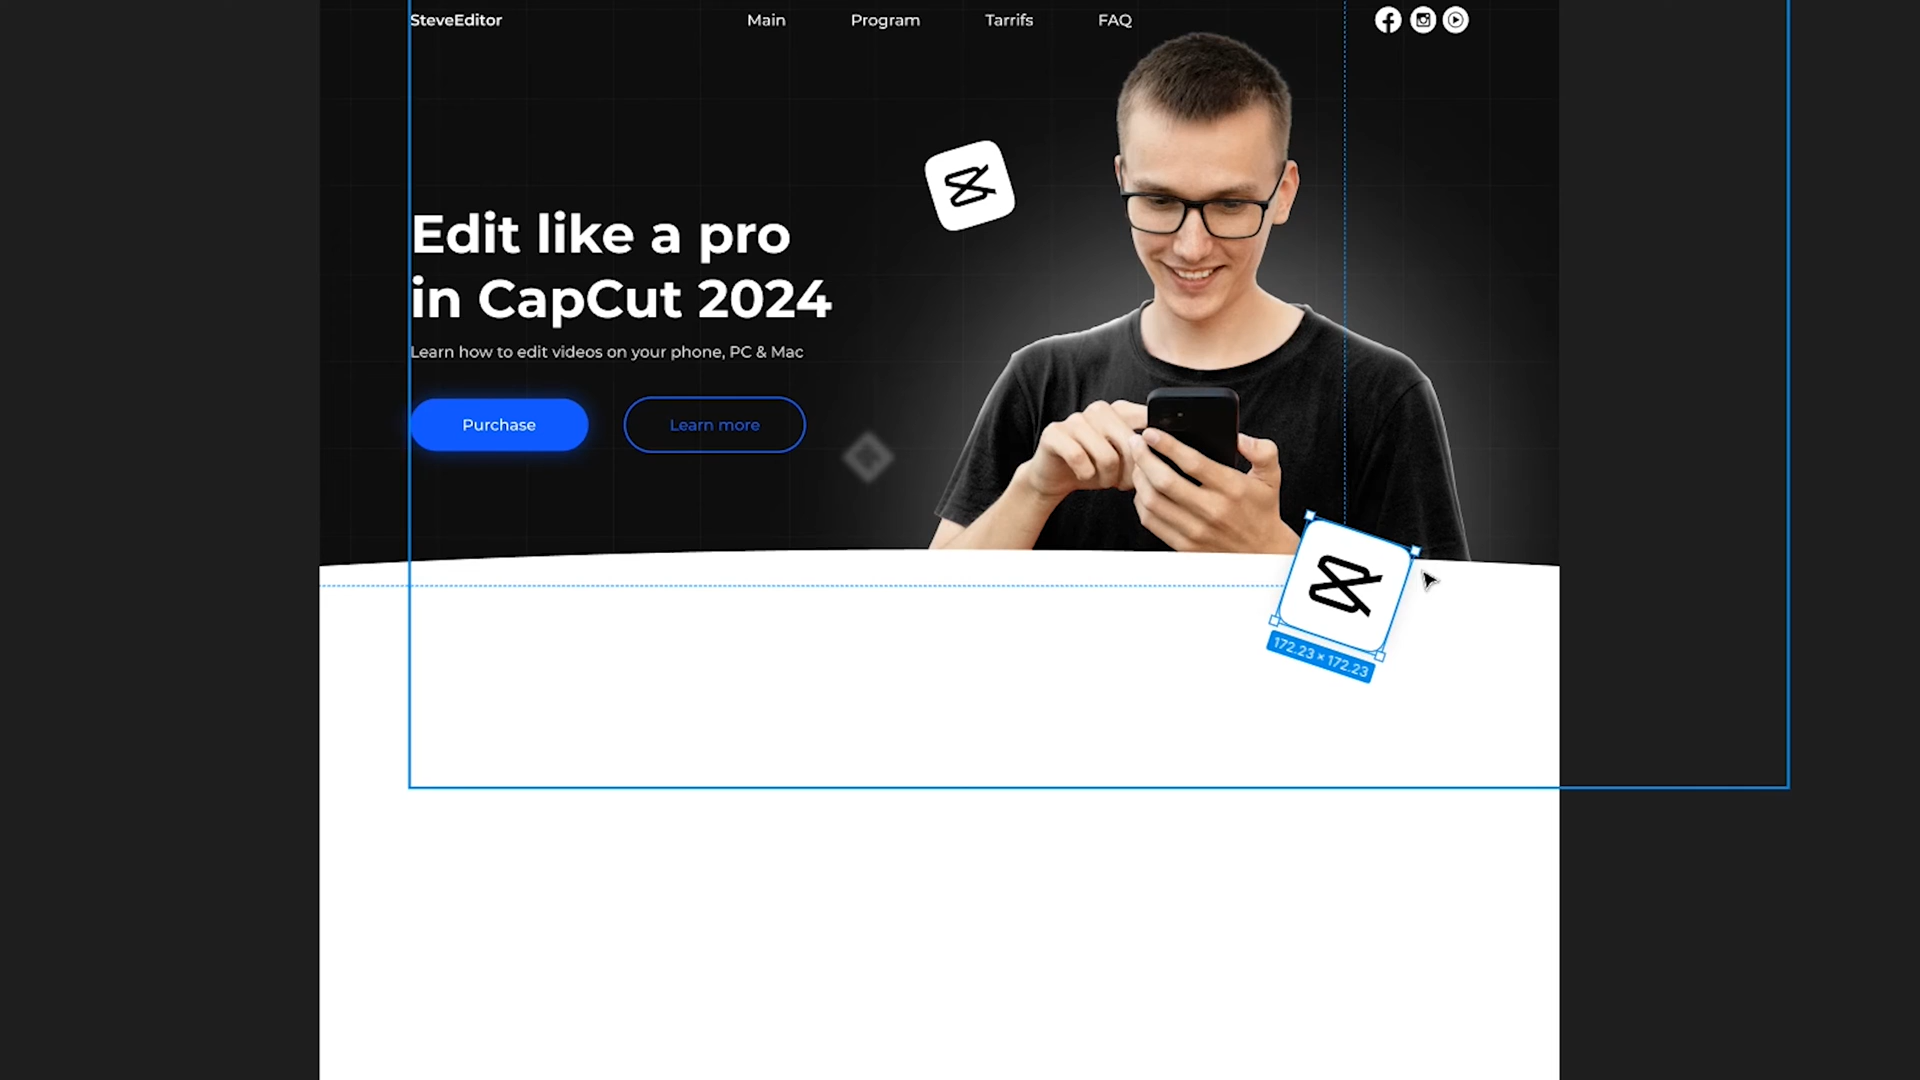 SteveEditor
Main
Program
Tarrifs
FAQ
Edit like a pro
in CapCut 2024
Learn how to edit videos on your phone, PC & Mac
Purchase
Learn more
172.23 × 172.23